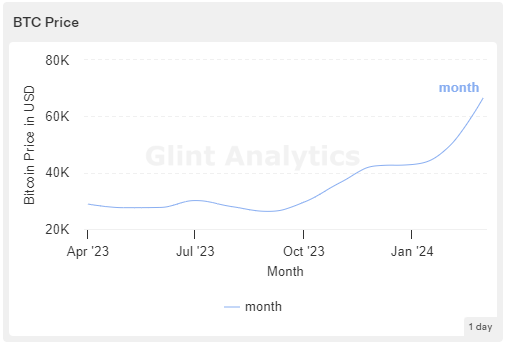 BTC Price
80K
month
60K
Glint Analytics
40K
20K
Bitcoin Price in USD
Apr '23
Jul '23
Oct '23
Jan '24
Month
month
1 day